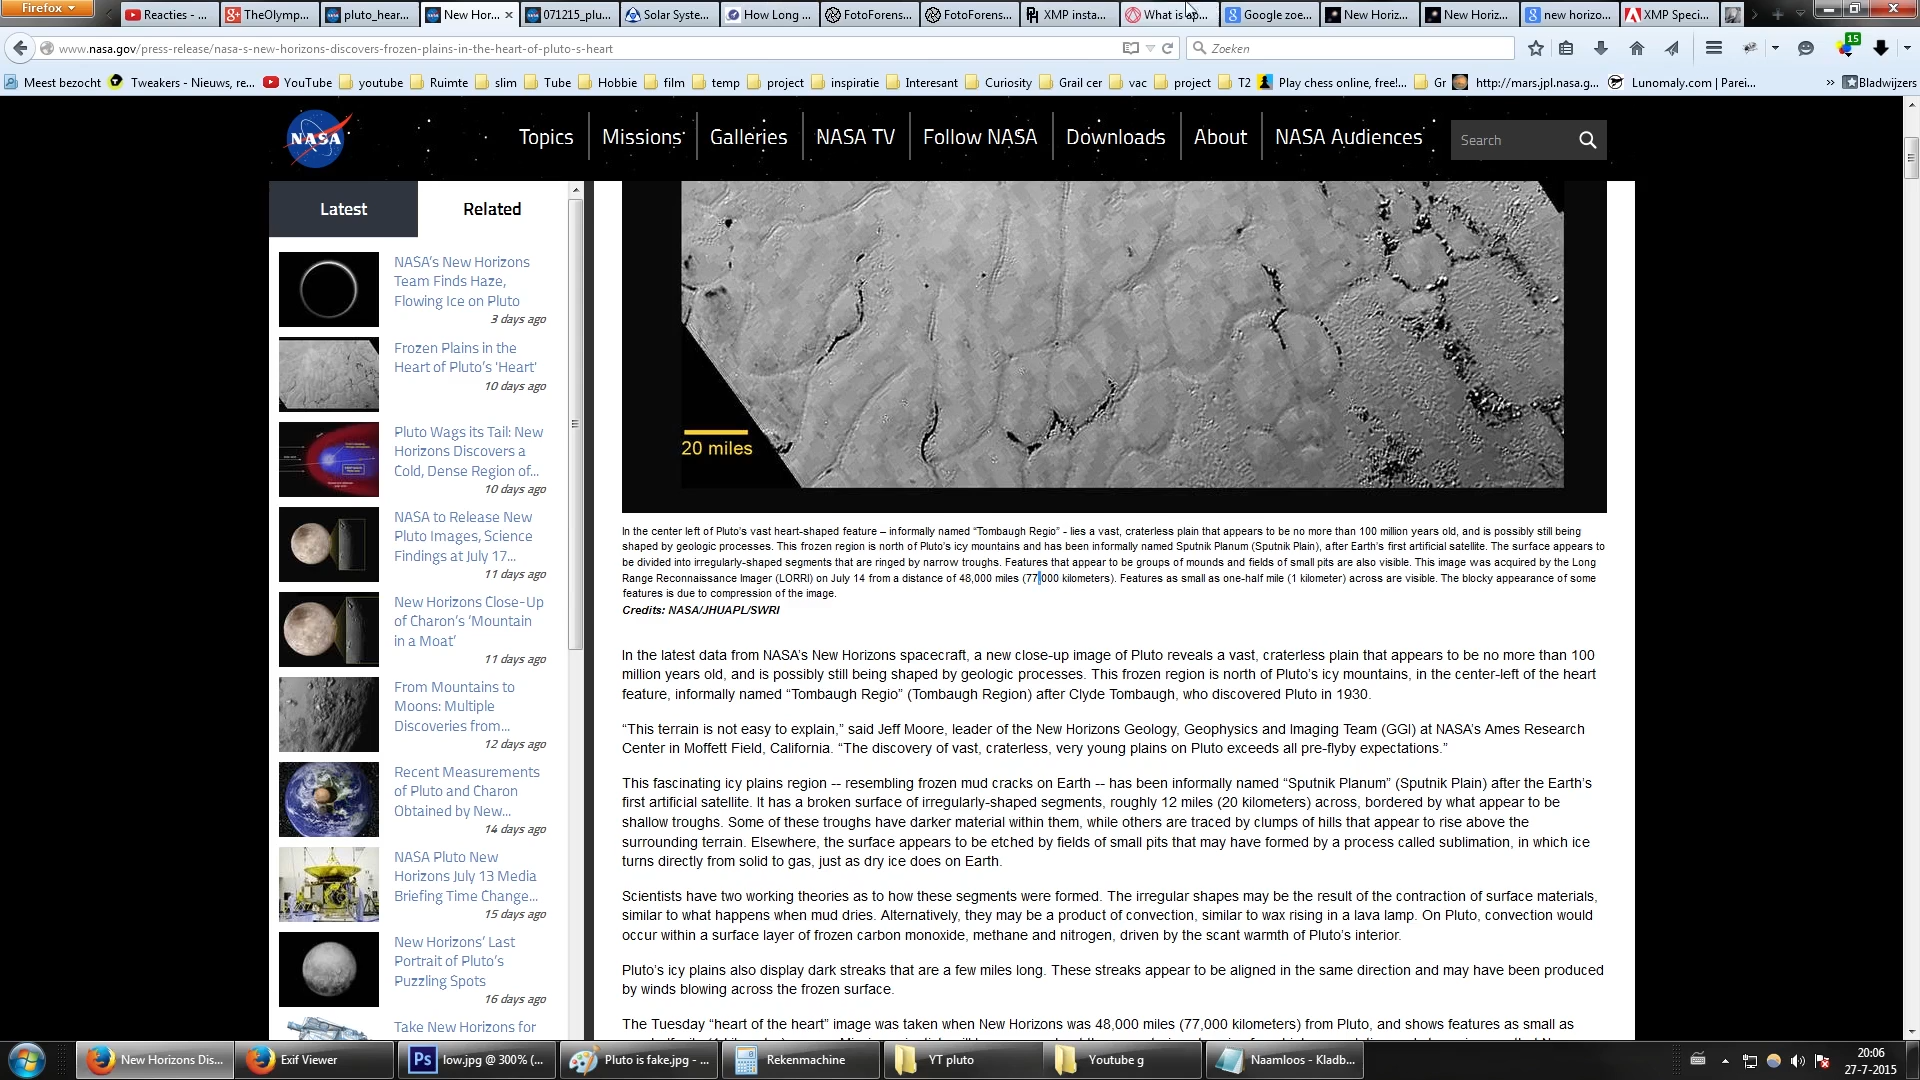 Firefox
Reacties - ...
TheOlymp...
pluto_hear...
New Hor...
071215_plu...
Solar Syste...
How Long ...
FotoForens...
FotoForens...
XMP insta...
What is ap...
Google zoe...
New Horiz...
New Horiz...
new horizo...
XMP Speci...
www.nasa.gov/press-release/nasa-s-new-horizons-discovers-frozen-plains-in-the-heart-of-pluto-s-heart
Zoeken
15
Meest bezocht
Tweakers - Nieuws, re...
YouTube
youtube
Ruimte
slim
Tube
Hobbie
film
temp
project
inspiratie
Interesant
Curiosity
Grail cer
vac
project
T2
Play chess online, free!...
Gr
http://mars.jpl.nasa.g...
Lunomaly.com | Parei...
Bladwijzers
NASA
Topics
Missions
Galleries
NASA TV
Follow NASA
Downloads
About
NASA Audiences
Search
Latest
Related
NASA's New Horizons
Team Finds Haze,
Flowing Ice on Pluto
3 days ago
Frozen Plains in the
Heart of Pluto's 'Heart'
10 days ago
Pluto Wags its Tail: New
Horizons Discovers a
Cold, Dense Region of...
10 days ago
NASA to Release New
Pluto Images, Science
Findings at July 17...
11 days ago
New Horizons Close-Up
of Charon's 'Mountain
in a Moat'
11 days ago
From Mountains to
Moons: Multiple
Discoveries from...
12 days ago
Recent Measurements
of Pluto and Charon
Obtained by New...
14 days ago
NASA Pluto New
Horizons July 13 Media
Briefing Time Change...
15 days ago
New Horizons' Last
Portrait of Pluto's
Puzzling Spots
16 days ago
Take New Horizons for
20 miles
In the center left of Pluto's vast heart-shaped feature – informally named “Tombaugh Regio” - lies a vast, craterless plain that appears to be no more than 100 million years old, and is possibly still being
shaped by geologic processes. This frozen region is north of Pluto's icy mountains and has been informally named Sputnik Planum (Sputnik Plain), after Earth's first artificial satellite. The surface appears to
be divided into irregularly-shaped segments that are ringed by narrow troughs. Features that appear to be groups of mounds and fields of small pits are also visible. This image was acquired by the Long
Range Reconnaissance Imager (LORRI) on July 14 from a distance of 48,000 miles (77,000 kilometers). Features as small as one-half mile (1 kilometer) across are visible. The blocky appearance of some
features is due to compression of the image.
Credits: NASA/JHUAPL/SWRI
In the latest data from NASA's New Horizons spacecraft, a new close-up image of Pluto reveals a vast, craterless plain that appears to be no more than 100
million years old, and is possibly still being shaped by geologic processes. This frozen region is north of Pluto's icy mountains, in the center-left of the heart
feature, informally named “Tombaugh Regio” (Tombaugh Region) after Clyde Tombaugh, who discovered Pluto in 1930.
“This terrain is not easy to explain,” said Jeff Moore, leader of the New Horizons Geology, Geophysics and Imaging Team (GGI) at NASA's Ames Research
Center in Moffett Field, California. “The discovery of vast, craterless, very young plains on Pluto exceeds all pre-flyby expectations.”
This fascinating icy plains region -- resembling frozen mud cracks on Earth -- has been informally named “Sputnik Planum” (Sputnik Plain) after the Earth's
first artificial satellite. It has a broken surface of irregularly-shaped segments, roughly 12 miles (20 kilometers) across, bordered by what appear to be
shallow troughs. Some of these troughs have darker material within them, while others are traced by clumps of hills that appear to rise above the
surrounding terrain. Elsewhere, the surface appears to be etched by fields of small pits that may have formed by a process called sublimation, in which ice
turns directly from solid to gas, just as dry ice does on Earth.
Scientists have two working theories as to how these segments were formed. The irregular shapes may be the result of the contraction of surface materials,
similar to what happens when mud dries. Alternatively, they may be a product of convection, similar to wax rising in a lava lamp. On Pluto, convection would
occur within a surface layer of frozen carbon monoxide, methane and nitrogen, driven by the scant warmth of Pluto's interior.
Pluto's icy plains also display dark streaks that are a few miles long. These streaks appear to be aligned in the same direction and may have been produced
by winds blowing across the frozen surface.
The Tuesday “heart of the heart” image was taken when New Horizons was 48,000 miles (77,000 kilometers) from Pluto, and shows features as small as
New Horizons Dis...
Exif Viewer
low.jpg @ 300% (...
Pluto is fake.jpg - ...
Rekenmachine
YT pluto
Youtube g
Naamloos - Kladb...
20:06
27-7-2015